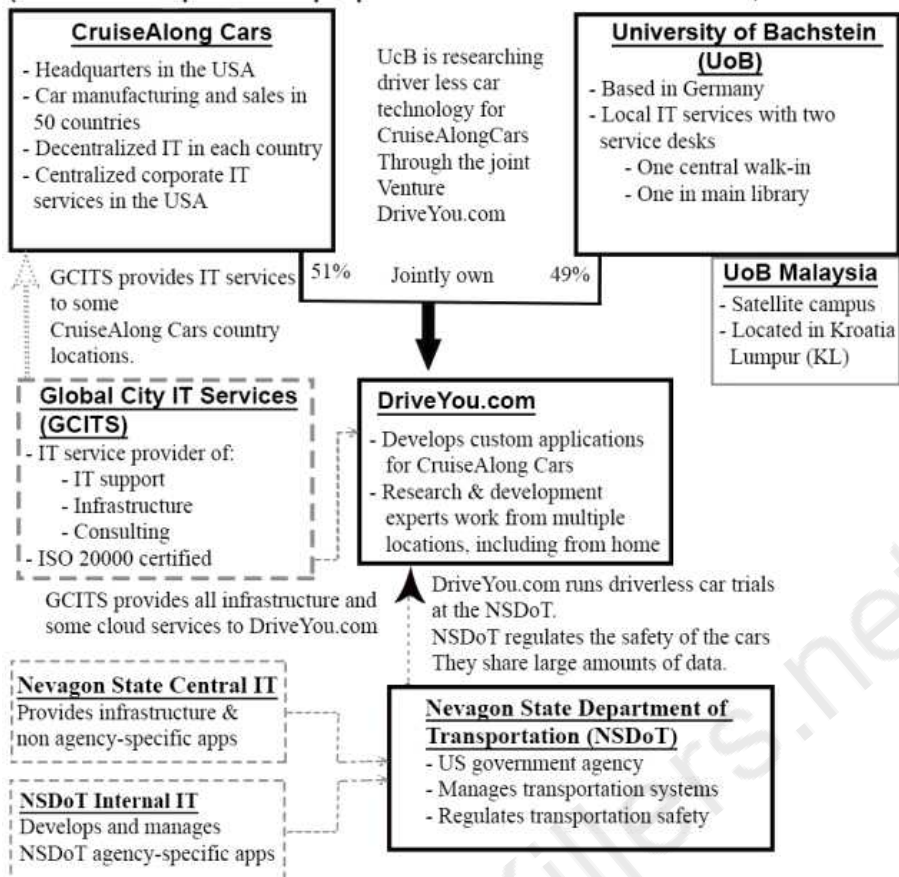 CruiseAlong Cars
- Headquarters in the USA
- Car manufacturing and sales in
50 countries
- Decentralized IT in each country
- Centralized corporate IT
services in the USA
UcB is researching
driver less car
technology for
CruiseAlongCars
Through the joint
Venture
DriveYou.com
University of Bachstein
(UoB)
- Based in Germany
- Local IT services with two
service desks
- One central walk-in
- One in main library
51% Jointly own 49%
GCITS provides IT services
to some
CruiseAlong Cars country
locations.
UoB Malaysia
- Satellite campus
- Located in Kroatia
Lumpur (KL)
Global City IT Services
(GCITS)
- IT service provider of:
- IT support
- Infrastructure
- Consulting
- ISO 20000 certified
DriveYou.com
- Develops custom applications
for CruiseAlong Cars
- Research & development
experts work from multiple
locations, including from home
GCITS provides all infrastructure and
some cloud services to DriveYou.com
DriveYou.com runs driverless car trials
at the NSDoT.
NSDoT regulates the safety of the cars
They share large amounts of data.
Nevagon State Central IT
Provides infrastructure &
non agency-specific apps
NSDoT Internal IT
Develops and manages
NSDoT agency-specific apps
Nevagon State Department of
Transportation (NSDoT)
- US government agency
- Manages transportation systems
- Regulates transportation safety
killers.net